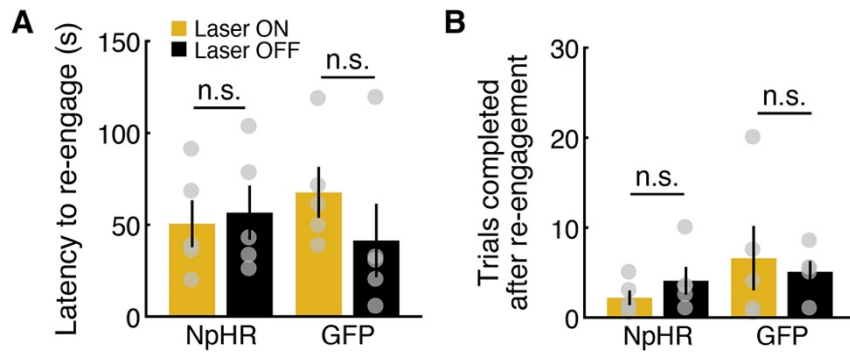 A
Latency to re-engage (s)
150
100
50
0
Laser ON
Laser OFF
n.s.
n.s.
NpHR
GFP
B
Trials completed
after re-engagement
30
20
10
0
n.s.
n.s.
NpHR
GFP